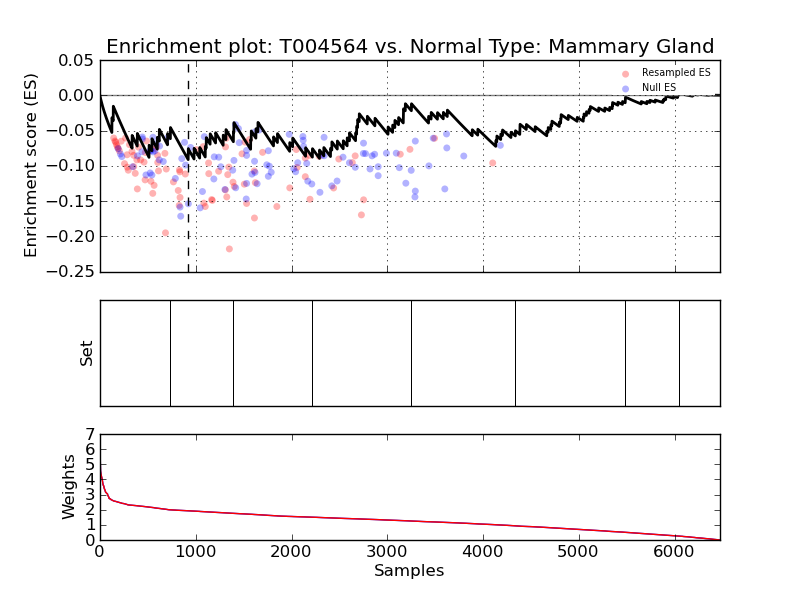 Enrichment plot: T004564 vs. Normal Type: Mammary Gland
Enrichment score (ES)
0.05
0.00
−0.05
−0.10
−0.15
−0.20
−0.25
Resampled ES
Null ES
Set
Weights
7
6
5
4
3
2
1
0
0 1000 2000 3000 4000 5000 6000
Samples